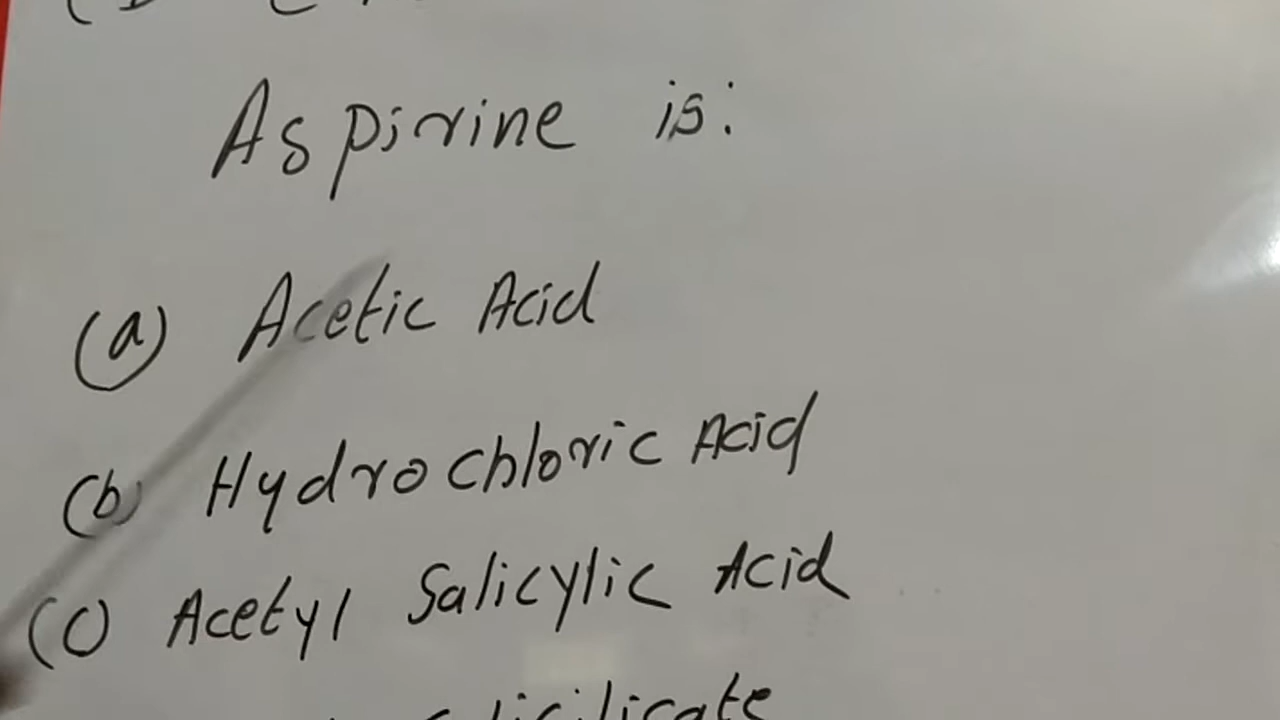 Aspirine is:
(a) Acetic Acid
(b) Hydrochloric Acid
(c) Acetyl Salicylic Acid